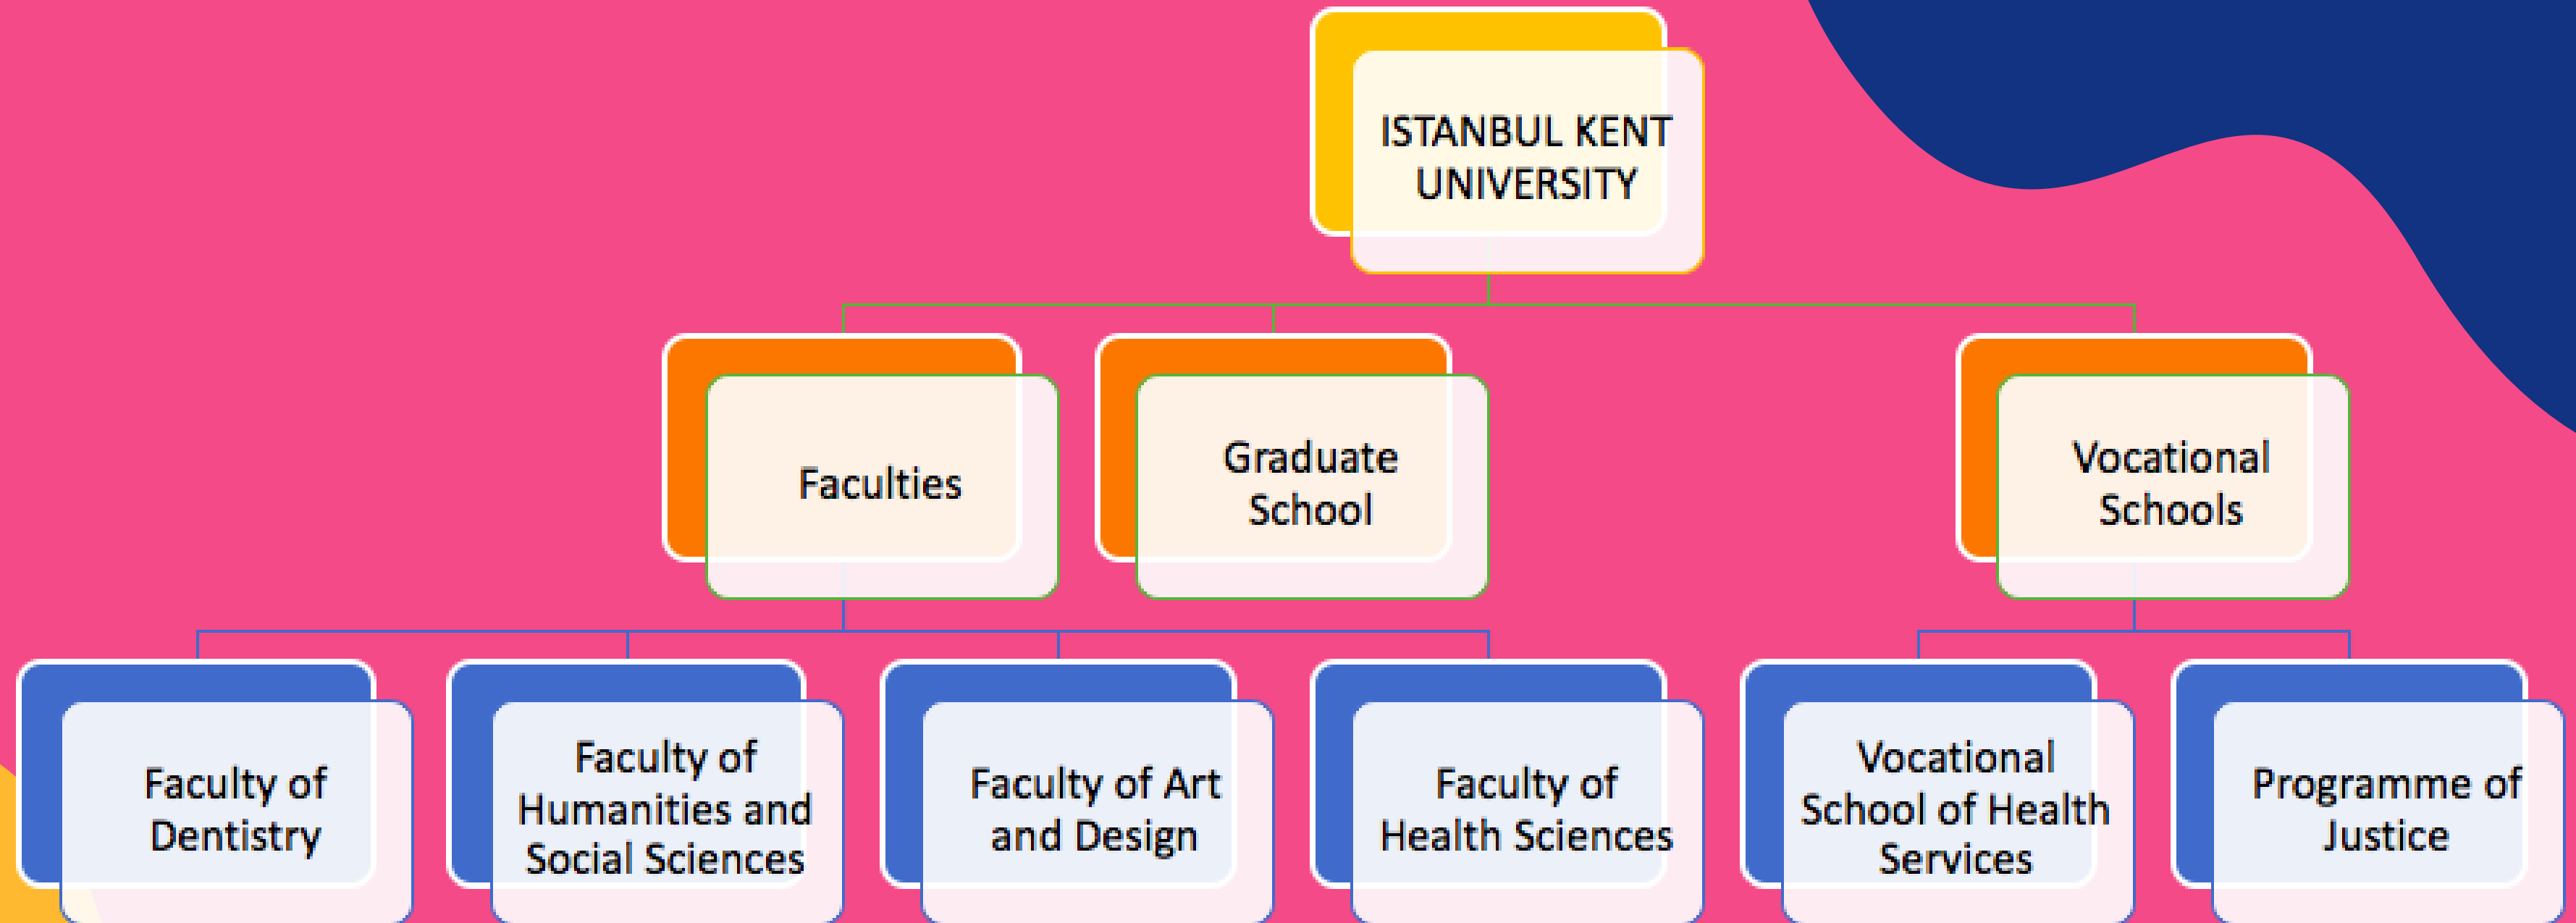 ISTANBUL KENT
UNIVERSITY
Faculties
Graduate
School
Vocational
Schools
Faculty of
Dentistry
Faculty of
Humanities and
Social Sciences
Faculty of Art
and Design
Faculty of
Health Sciences
Vocational
School of Health
Services
Programme of
Justice